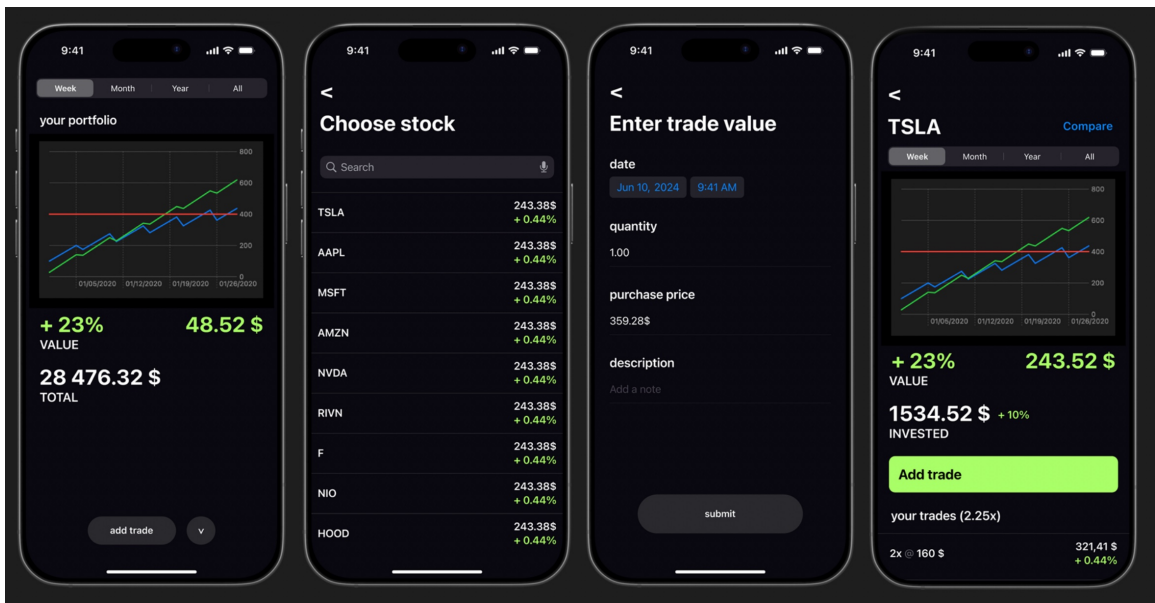 9:41
Week Month Year All
your portfolio
800
600
400
200
0
01/05/2020 01/12/2020 01/19/2020 01/26/2020
+ 23% 48.52 $
VALUE
28 476.32 $
TOTAL
add trade v
9:41
<
Choose stock
Search
TSLA 243.38$
+ 0.44%
AAPL 243.38$
+ 0.44%
MSFT 243.38$
+ 0.44%
AMZN 243.38$
+ 0.44%
NVDA 243.38$
+ 0.44%
RIVN 243.38$
+ 0.44%
F 243.38$
+ 0.44%
NIO 243.38$
+ 0.44%
HOOD 243.38$
+ 0.44%
9:41
<
Enter trade value
date
Jun 10, 2024 9:41 AM
quantity
1.00
purchase price
359.28$
description
Add a note
submit
9:41
<
TSLA Compare
Week Month Year All
800
600
400
200
0
01/05/2020 01/12/2020 01/19/2020 01/26/2020
+ 23% 243.52 $
VALUE
1534.52 $ + 10%
INVESTED
Add trade
your trades (2.25x)
2x @ 160 $ 321,41 $
+ 0.44%